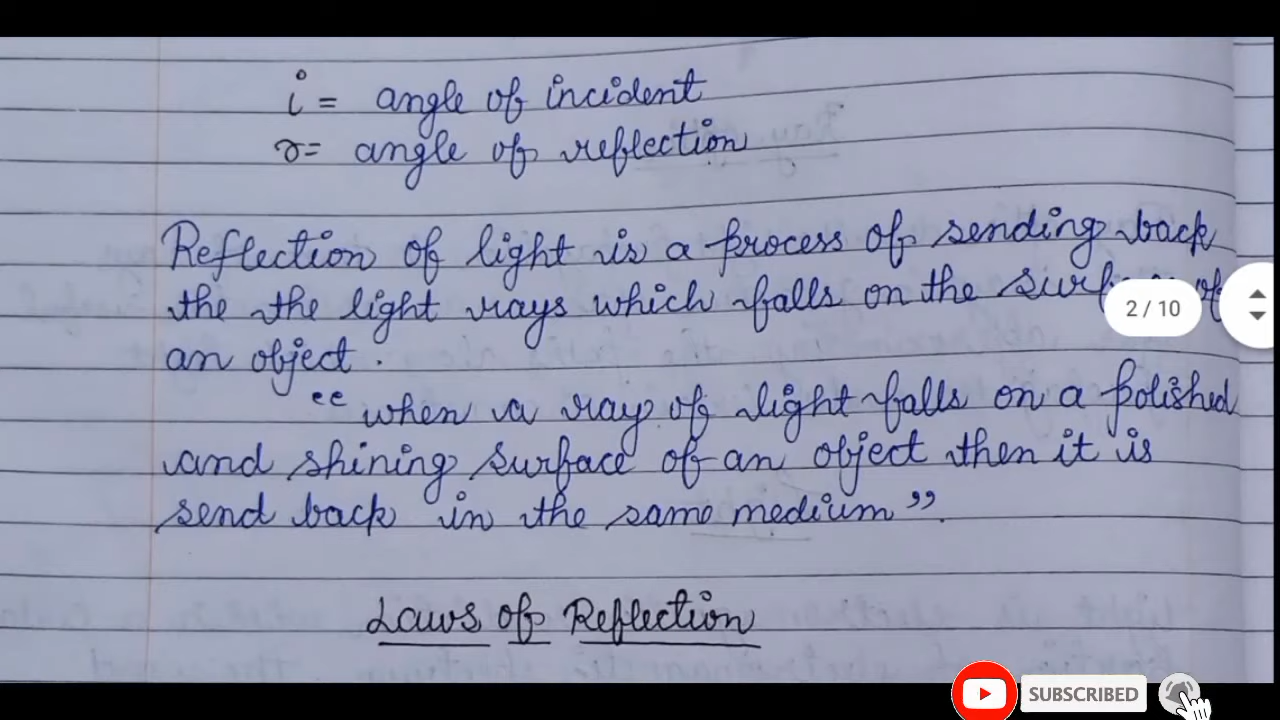 i = angle of incident
r = angle of reflection
Reflection of light is a process of sending back
the the light rays which falls on the of
2 / 10
an object.
“when a ray of light falls on a polished
and shining surface of an object then it is
send back in the same medium”.
Laws of Reflection
SUBSCRIBED